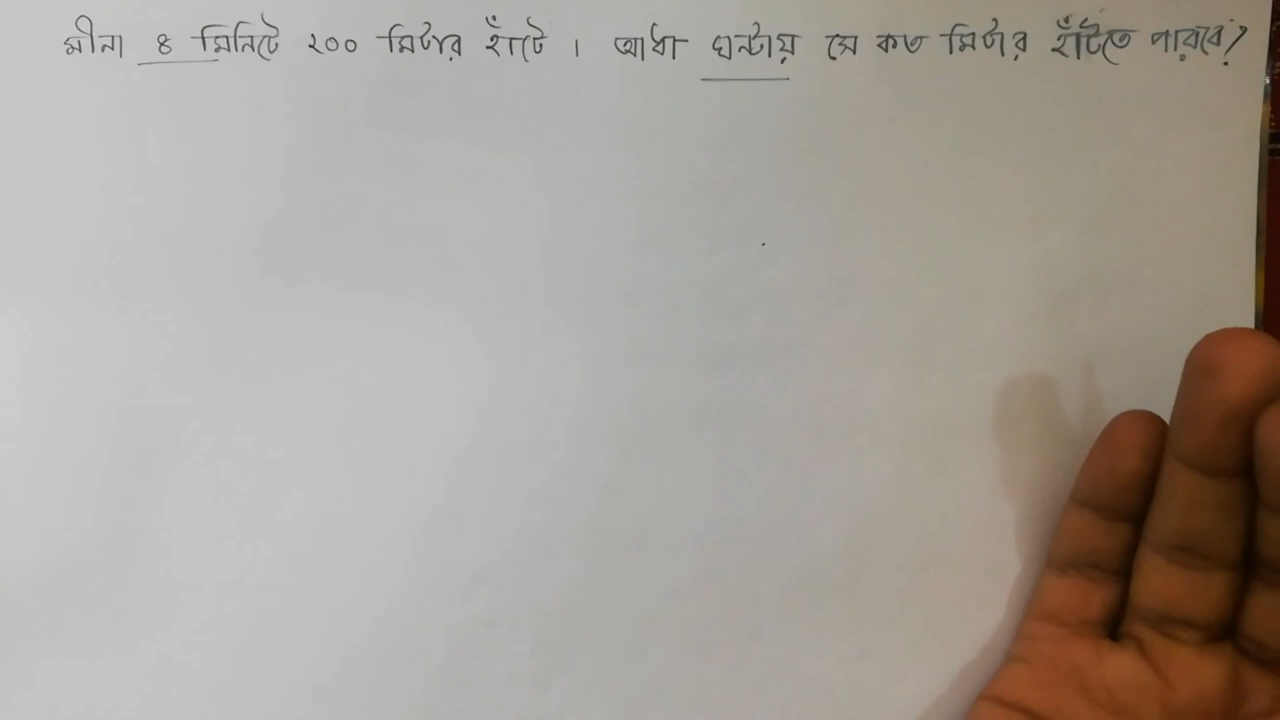 মীনা ৪ মিনিটে ২০০ মিটার হাঁটে । আধা ঘন্টায় সে কত মিটার হাঁটতে পারবে?